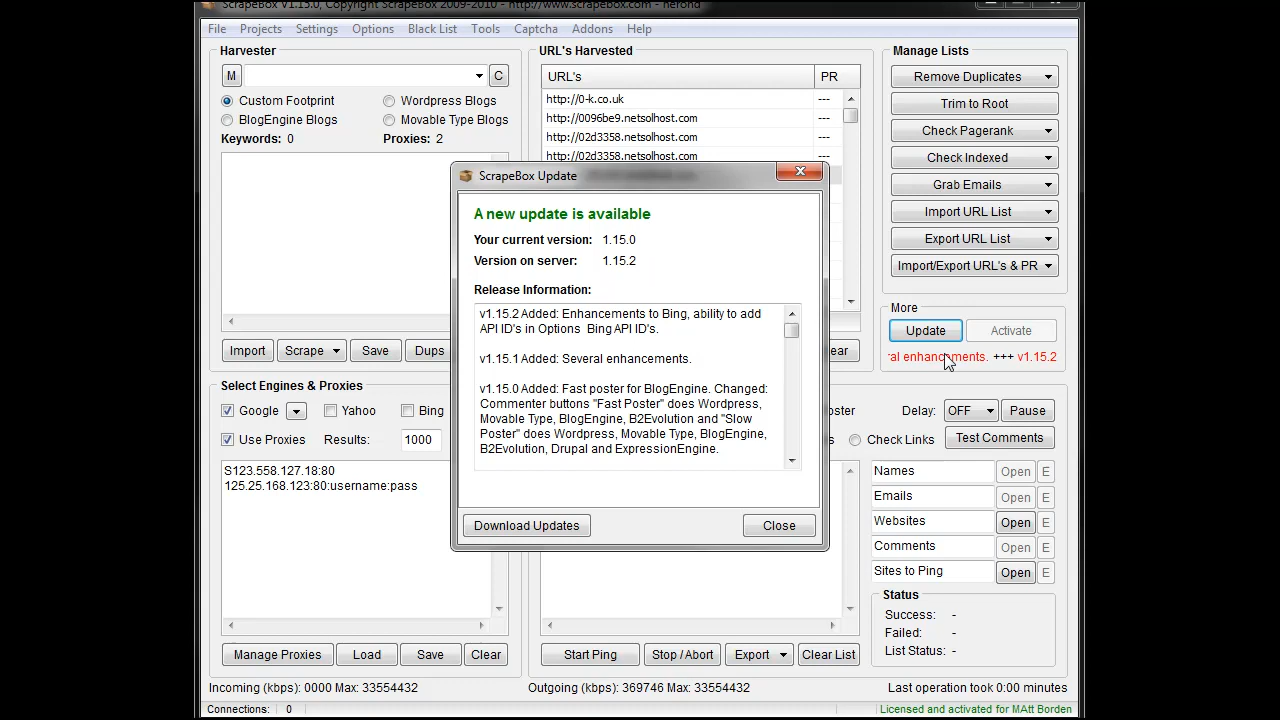 ScrapeBox V1.15.0, Copyright ScrapeBox 2009-2010 - http://www.scrapebox.com - nerond
File Projects Settings Options Black List Tools Captcha Addons Help
Harvester
M
C
Custom Footprint
Wordpress Blogs
BlogEngine Blogs
Movable Type Blogs
Keywords: 0
Proxies: 2
Import
Scrape
Save
Dups
URL's Harvested
URL's
PR
http://0-k.co.uk
---
http://0096be9.netsolhost.com
---
http://02d3358.netsolhost.com
---
http://02d3358.netsolhost.com
---
ear
Manage Lists
Remove Duplicates
Trim to Root
Check Pagerank
Check Indexed
Grab Emails
Import URL List
Export URL List
Import/Export URL's & PR
More
Update
Activate
al enhancements. +++ v1.15.2
ScrapeBox Update
A new update is available
Your current version: 1.15.0
Version on server: 1.15.2
Release Information:
v1.15.2 Added: Enhancements to Bing, ability to add
API ID's in Options Bing API ID's.
v1.15.1 Added: Several enhancements.
v1.15.0 Added: Fast poster for BlogEngine. Changed:
Commenter buttons "Fast Poster" does Wordpress,
Movable Type, BlogEngine, B2Evolution and "Slow
Poster" does Wordpress, Movable Type, BlogEngine,
B2Evolution, Drupal and ExpressionEngine.
Download Updates
Close
Select Engines & Proxies
Google
Yahoo
Bing
Use Proxies
Results:
1000
S123.558.127.18:80
125.25.168.123:80:username:pass
Manage Proxies
Load
Save
Clear
oster
Delay:
OFF
Pause
s
Check Links
Test Comments
Names
Open
E
Emails
Open
E
Websites
Open
E
Comments
Open
E
Sites to Ping
Open
E
Status
Success: -
Failed: -
List Status: -
Start Ping
Stop / Abort
Export
Clear List
Incoming (kbps): 0000 Max: 33554432
Outgoing (kbps): 369746 Max: 33554432
Last operation took 0:00 minutes
Connections: 0
Licensed and activated for MAtt Borden